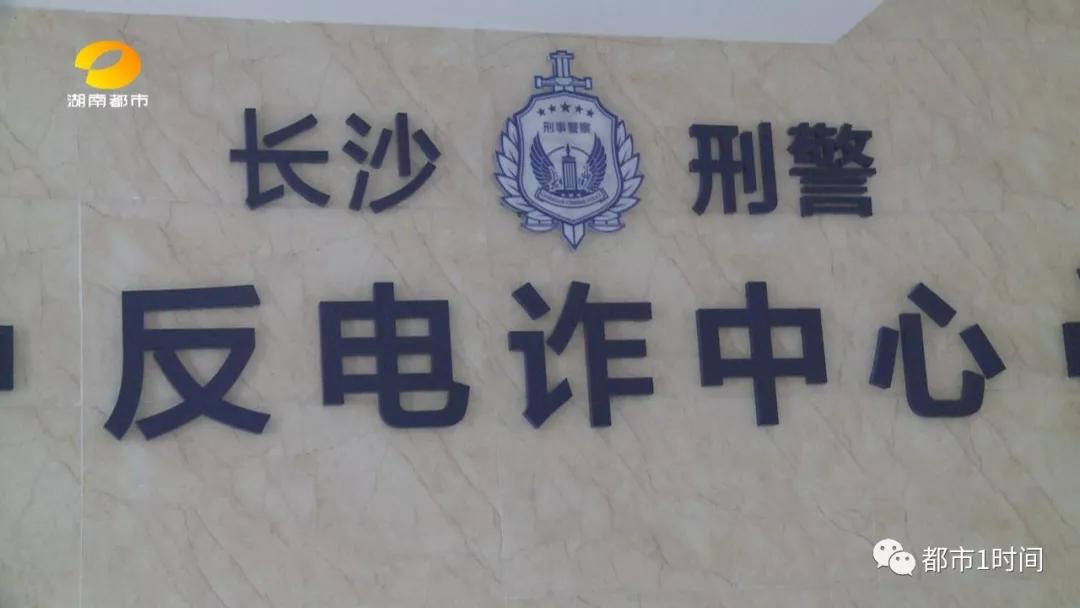 湖南都市
长沙 刑警
刑事警察
反电诈中心
都市1时间